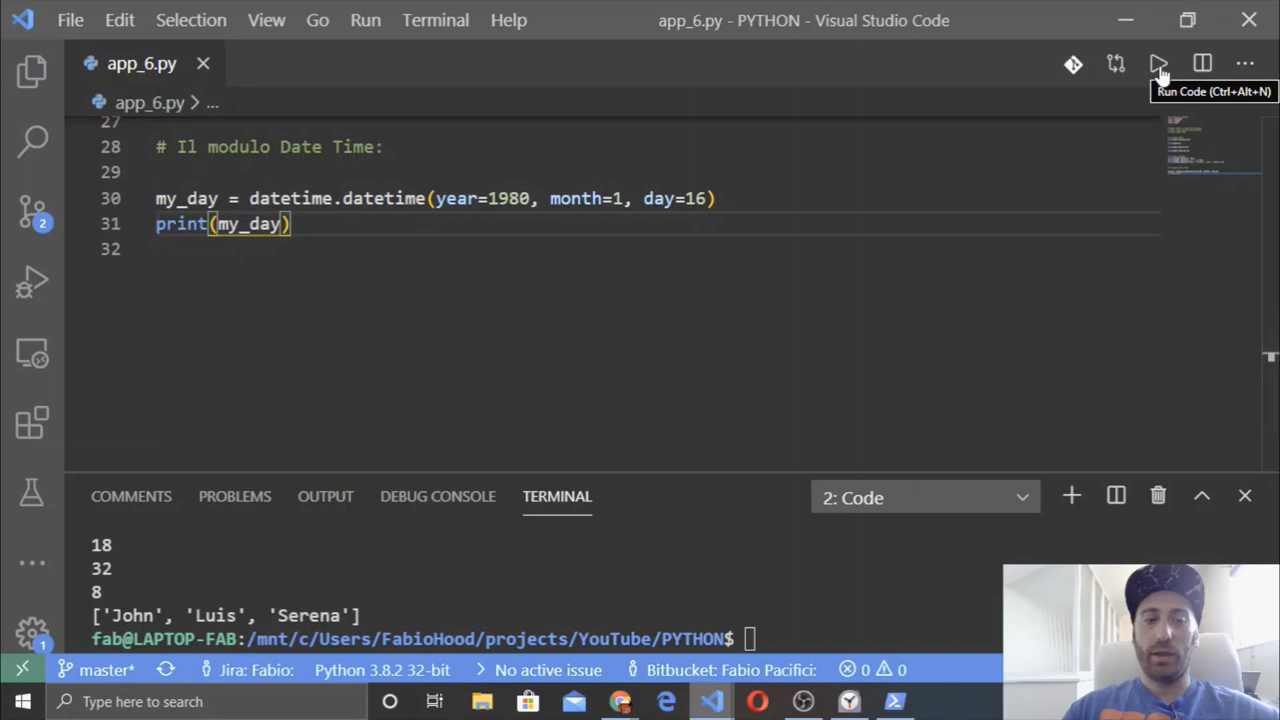 File Edit Selection View Go Run Terminal Help app_6.py - PYTHON - Visual Studio Code
app_6.py
Run Code (Ctrl+Alt+N)
app_6.py > ...
27
28 # Il modulo Date Time:
29
30 my_day = datetime.datetime(year=1980, month=1, day=16)
31 print(my_day)
32
2
COMMENTS PROBLEMS OUTPUT DEBUG CONSOLE TERMINAL 2: Code
18
32
8
['John', 'Luis', 'Serena']
fab@LAPTOP-FAB:/mnt/c/Users/FabioHood/projects/YouTube/PYTHON$
1
master* Jira: Fabio: Python 3.8.2 32-bit No active issue Bitbucket: Fabio Pacifici: 0 0
Type here to search